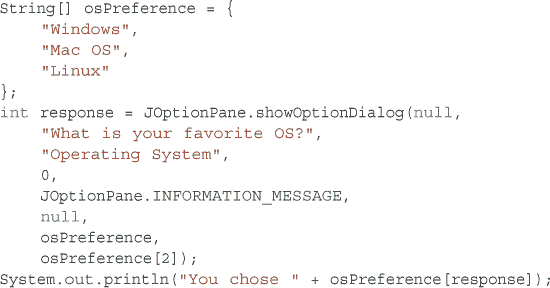 String[] osPreference = {
"Windows",
"Mac OS",
"Linux"
};
int response = JOptionPane.showOptionDialog(null,
"What is your favorite OS?",
"Operating System",
0,
JOptionPane.INFORMATION_MESSAGE,
null,
osPreference,
osPreference[2]);
System.out.println("You chose " + osPreference[response]);